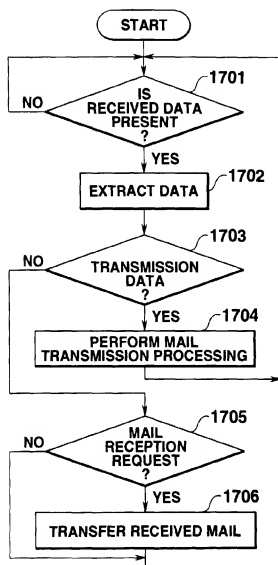 START
1701
IS
RECEIVED DATA
PRESENT
?
NO
YES
1702
EXTRACT DATA
1703
NO
TRANSMISSION
DATA
?
YES
1704
PERFORM MAIL
TRANSMISSION PROCESSING
1705
NO
MAIL
RECEPTION
REQUEST
?
YES
1706
TRANSFER RECEIVED MAIL